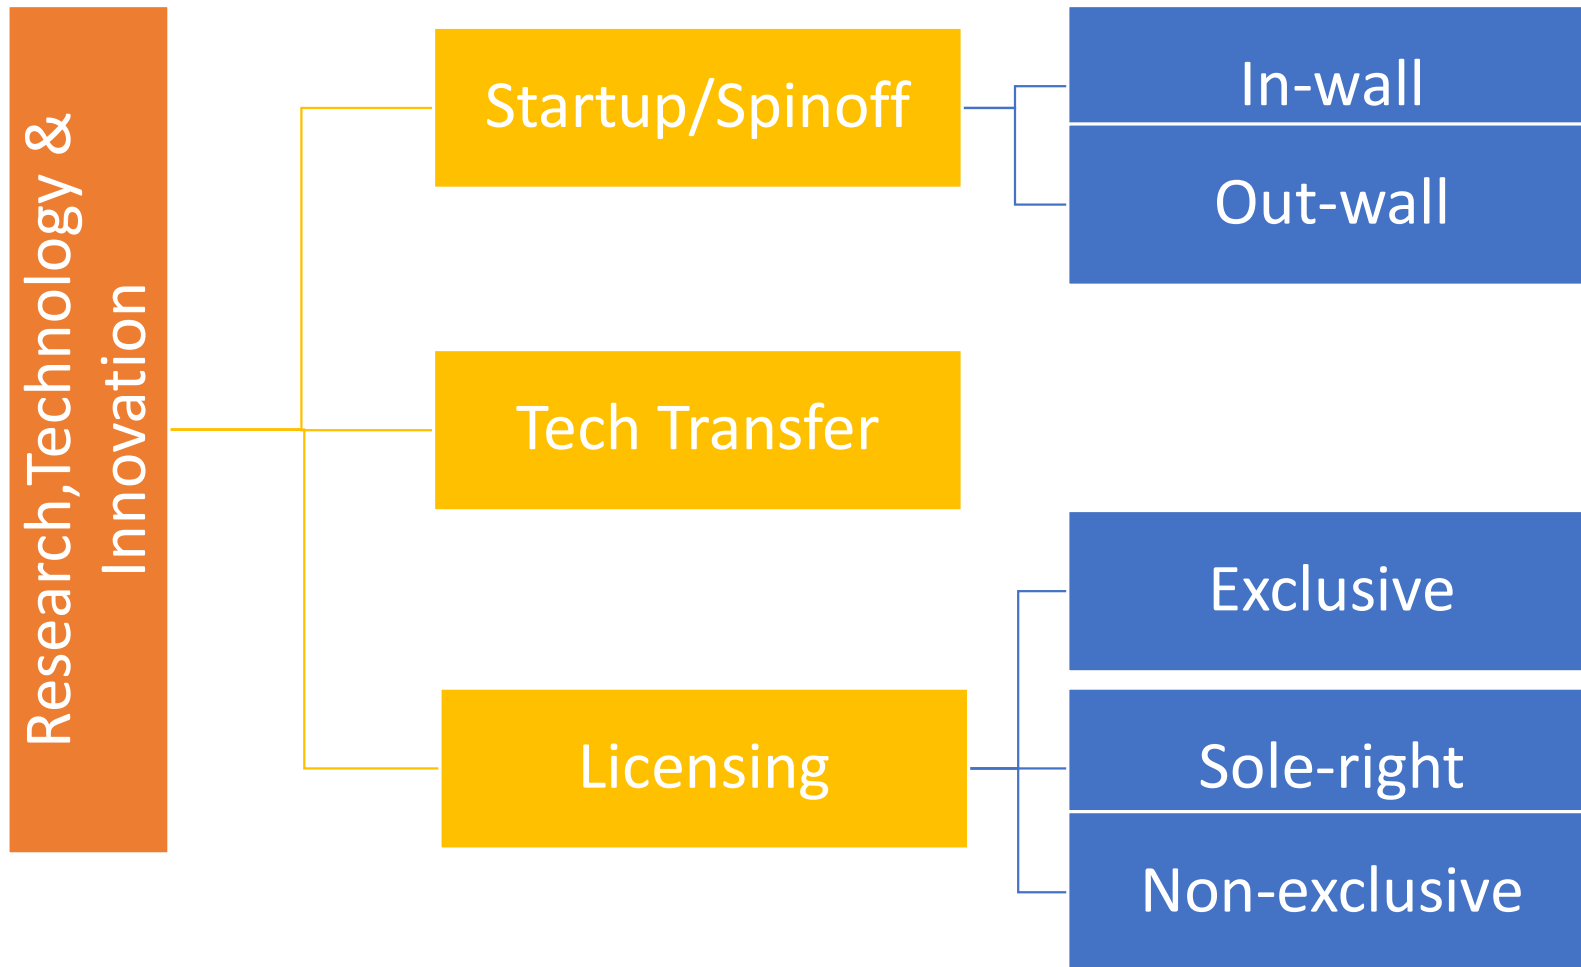 Research,Technology &
Innovation
Startup/Spinoff
In-wall
Out-wall
Tech Transfer
Licensing
Exclusive
Sole-right
Non-exclusive